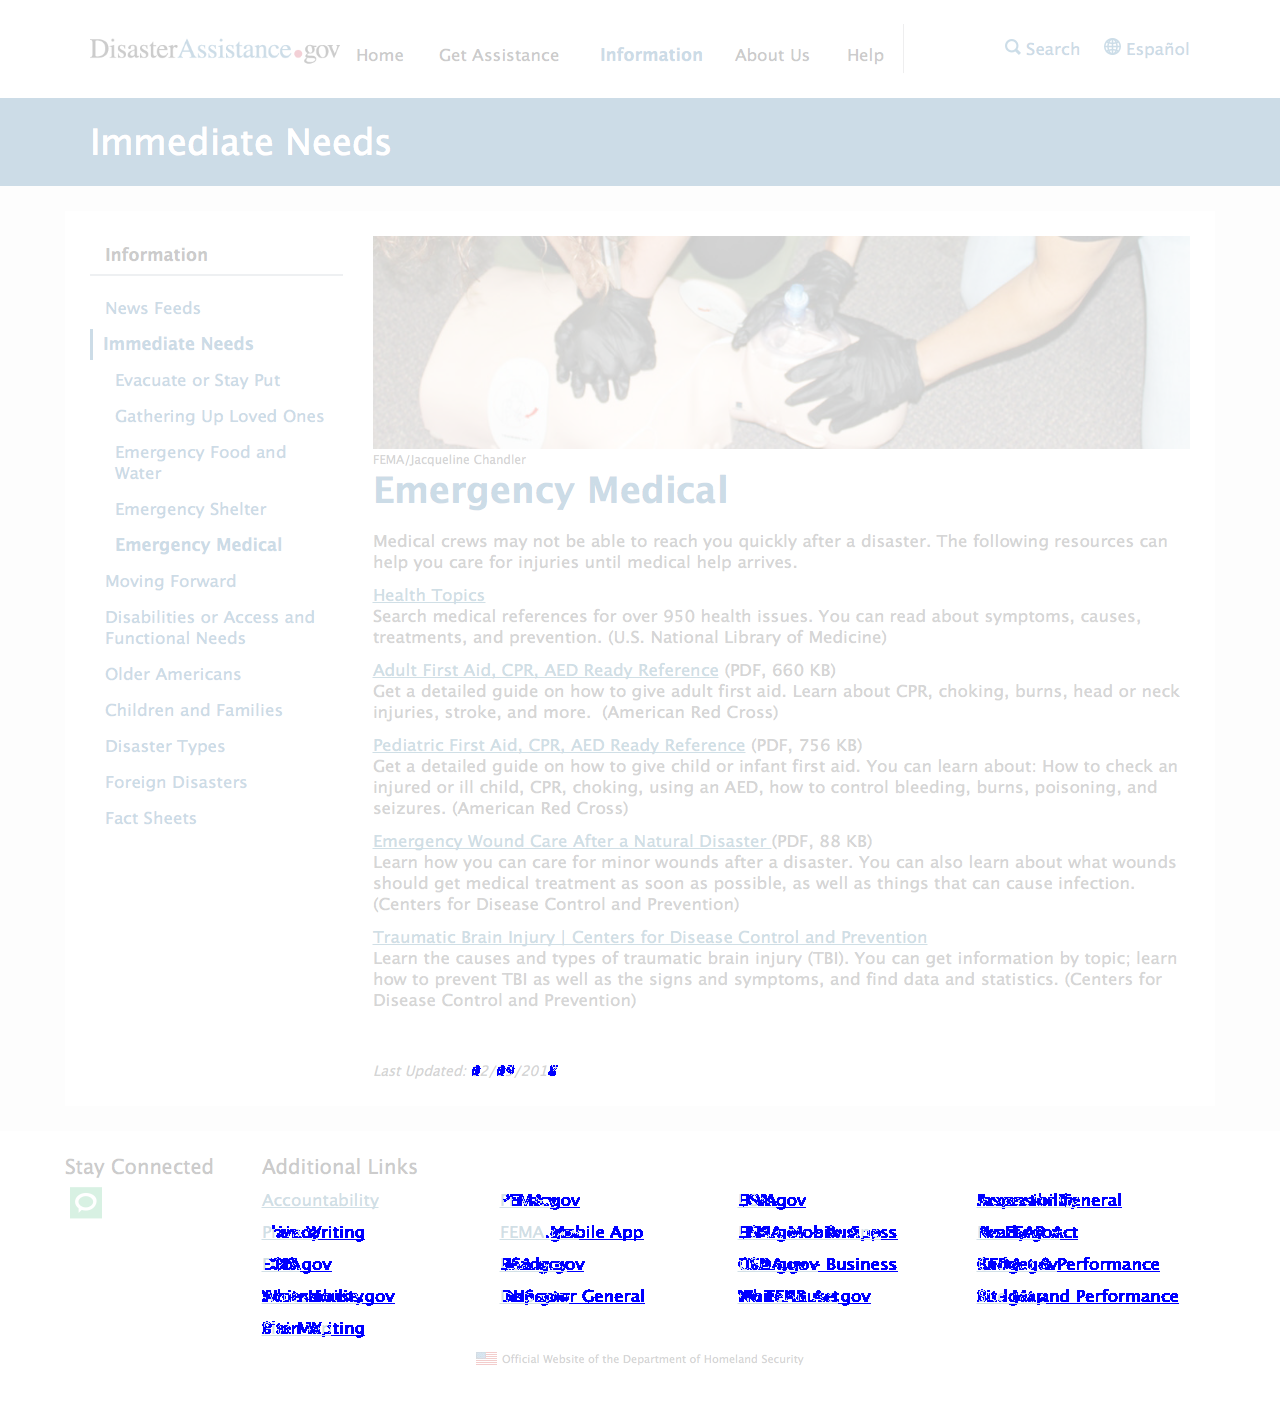 DisasterAssistance.gov
Home Get Assistance Information About Us Help
Search Español
Immediate Needs
Information
News Feeds
Immediate Needs
Evacuate or Stay Put
Gathering Up Loved Ones
Emergency Food and
Water
Emergency Shelter
Emergency Medical
Moving Forward
Disabilities or Access and
Functional Needs
Older Americans
Children and Families
Disaster Types
Foreign Disasters
Fact Sheets
FEMA/Jacqueline Chandler
Emergency Medical
Medical crews may not be able to reach you quickly after a disaster. The following resources can
help you care for injuries until medical help arrives.
Health Topics
Search medical references for over 950 health issues. You can read about symptoms, causes,
treatments, and prevention. (U.S. National Library of Medicine)
Adult First Aid, CPR, AED Ready Reference (PDF, 660 KB)
Get a detailed guide on how to give adult first aid. Learn about CPR, choking, burns, head or neck
injuries, stroke, and more. (American Red Cross)
Pediatric First Aid, CPR, AED Ready Reference (PDF, 756 KB)
Get a detailed guide on how to give child or infant first aid. You can learn about: How to check an
injured or ill child, CPR, choking, using an AED, how to control bleeding, burns, poisoning, and
seizures. (American Red Cross)
Emergency Wound Care After a Natural Disaster (PDF, 88 KB)
Learn how you can care for minor wounds after a disaster. You can also learn about what wounds
should get medical treatment as soon as possible, as well as things that can cause infection.
(Centers for Disease Control and Prevention)
Traumatic Brain Injury | Centers for Disease Control and Prevention
Learn the causes and types of traumatic brain injury (TBI). You can get information by topic; learn
how to prevent TBI as well as the signs and symptoms, and find data and statistics. (Centers for
Disease Control and Prevention)
Last Updated:
Stay Connected
Additional Links
Accountability
FEMA Mobile App
Official Website of the Department of Homeland Security